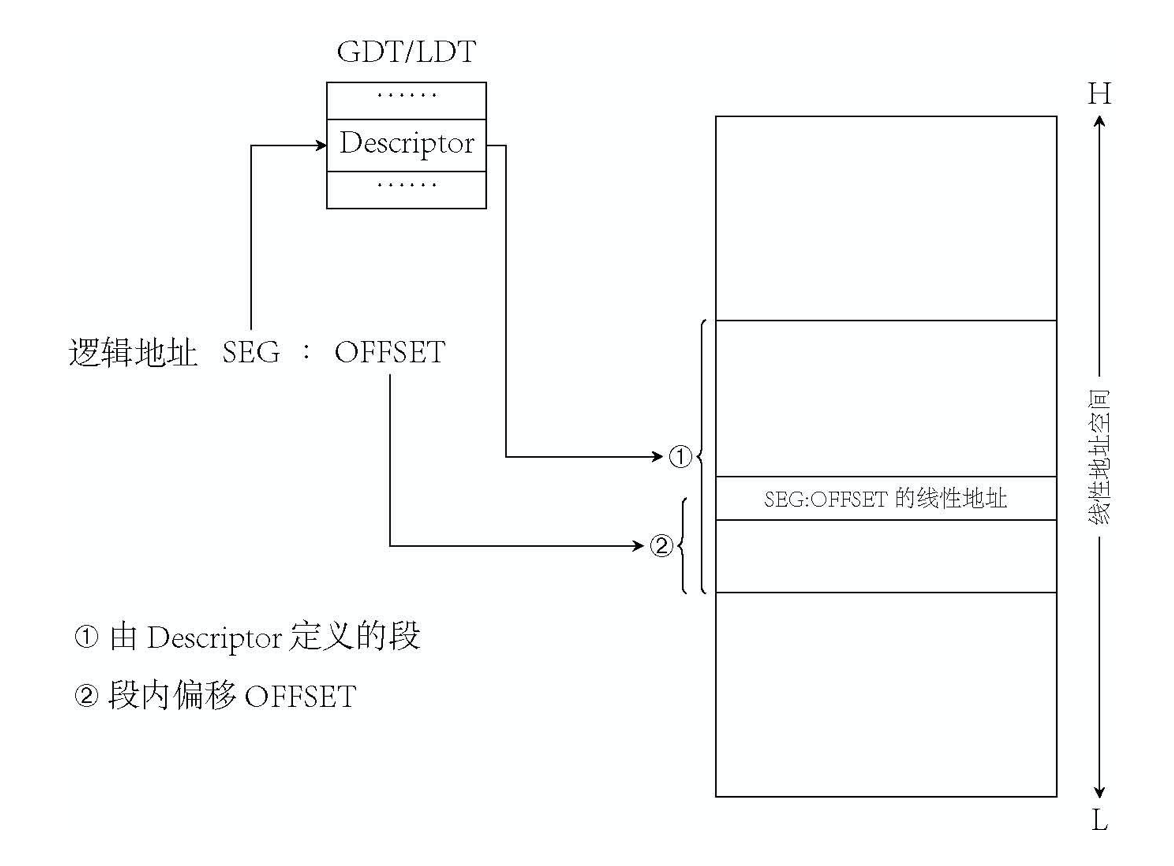 GDT/LDT
······
Descriptor
······
逻辑地址 SEG : OFFSET
H
①
SEG:OFFSET 的线性地址
②
线性地址空间
① 由 Descriptor 定义的段
② 段内偏移 OFFSET
L